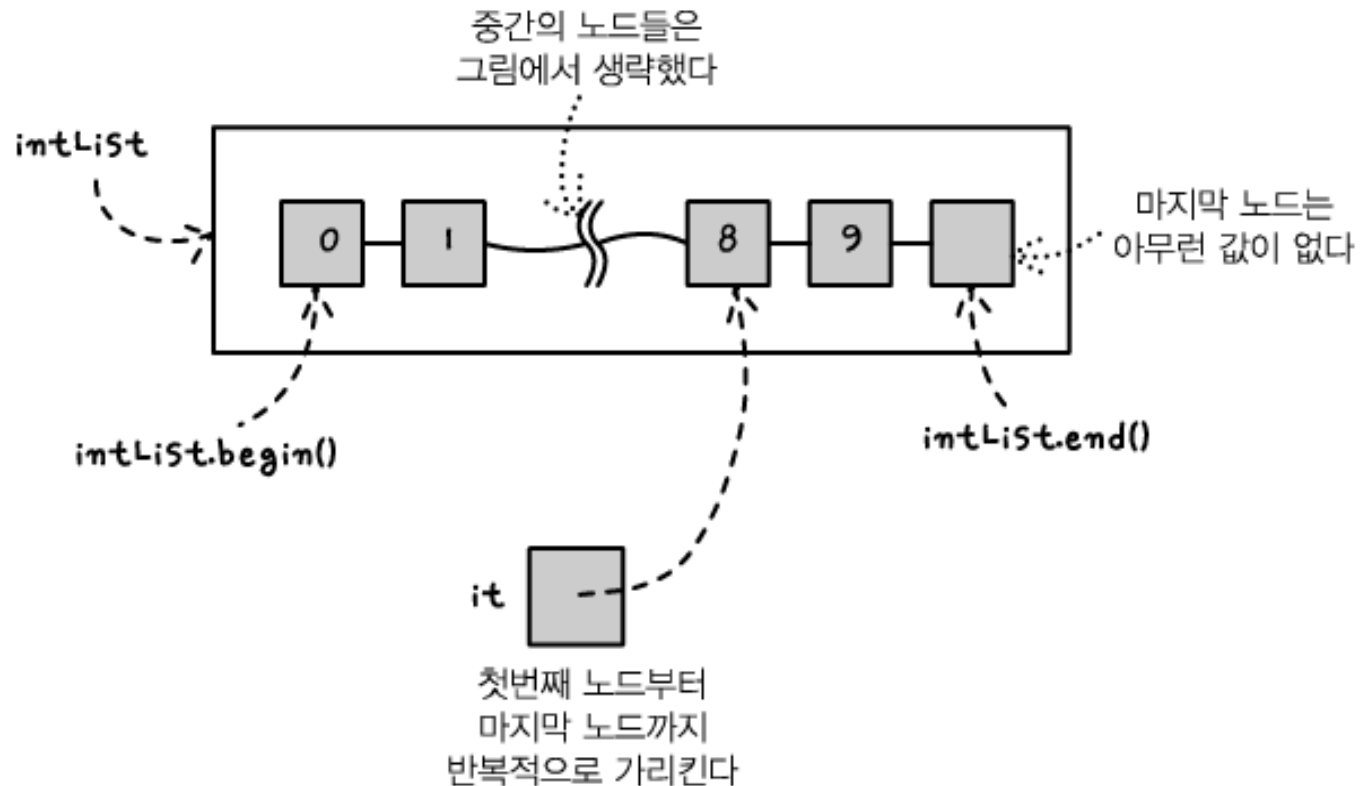 중간의 노드들은
그림에서 생략했다
intList
0
1
8
9
마지막 노드는
아무런 값이 없다
intList.begin()
intList.end()
it
첫번째 노드부터
마지막 노드까지
반복적으로 가리킨다